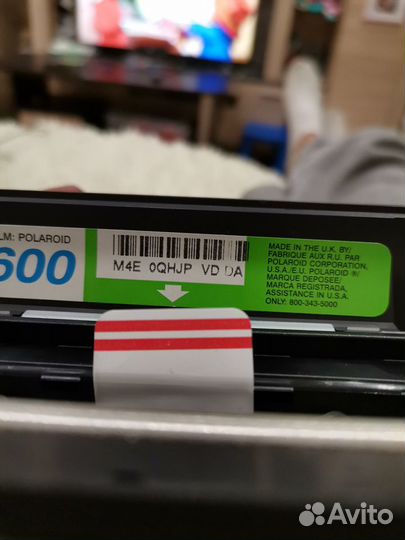 LM: POLAROID
600
M4E 0QHJP VD DA
MADE IN THE U.K. BY/
FABRIQUE AUX R.U. PAR
POLAROID CORPORATION,
U.S.A./E.U. POLAROID ®/
MARQUE DEPOSEE/
MARCA REGISTRADA,
ASSISTANCE IN U.S.A.
ONLY: 800-343-5000
Avito